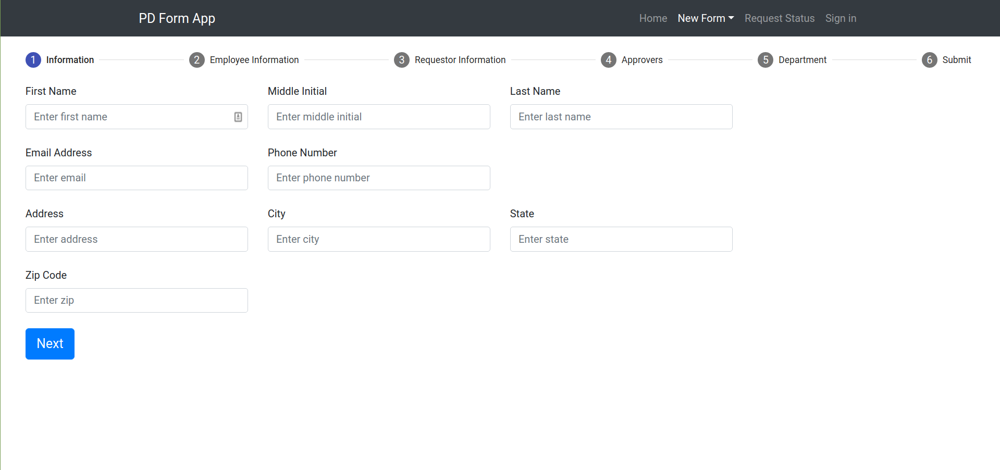 PD Form App Home New Form Request Status Sign in
1 Information 2 Employee Information 3 Requestor Information 4 Approvers 5 Department 6 Submit
First Name Middle Initial Last Name
Enter first name Enter middle initial Enter last name
Email Address Phone Number
Enter email Enter phone number
Address City State
Enter address Enter city Enter state
Zip Code
Enter zip
Next